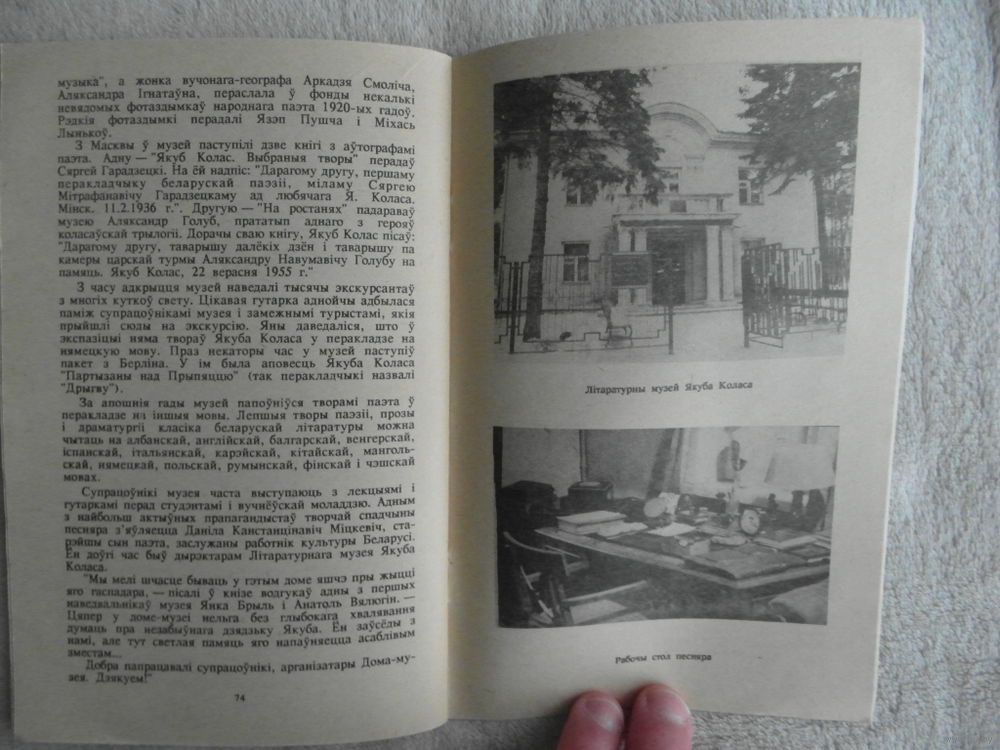 музыка", а жонка вучонага-географа Аркадзя Смоліча,
Аляксандра Ігнатаўна, пераслала ў фонды некалькі
невядомых фотаздымкаў народнага паэта 1920-ых гадоў.
Рэдкія фотаздымкі перадалі Язэп Пушча і Міхась
Лынькоў.
З Масквы ў музей паступілі дзве кнігі з аўтографамі
паэта. Адну — "Якуб Колас. Выбраныя творы" перадаў
Сяргей Гарадзецкі. На ёй надпіс: "Дарагому другу, першаму
перакладчыку беларускай паэзіі, міламу Сяргею
Мітрафанавічу Гарадзецкаму ад любячага Я. Коласа.
Мінск. 11.2.1936 г.". Другую — "На ростанях" падараваў
музею Аляксандр Голуб, прататып аднаго з герояў
коласаўскай трылогіі. Дорачы сваю кнігу, Якуб Колас пісаў:
"Дарагому другу, таварышу далёкіх дзён і таварышу па
камеры царскай турмы Аляксандру Навумавічу Голубу на
памяць. Якуб Колас, 22 верасня 1955 г."
З часу адкрыцця музея наведалі тысячы экскурсантаў
з многіх куткоў свету. Цікавая гутарка аднойчы адбылася
паміж супрацоўнікамі музея і замежнымі турыстамі, якія
прыйшлі сюды на экскурсію. Яны даведаліся, што ў
экспазіцыі няма твораў Якуба Коласа у перакладзе на
нямецкую мову. Праз некаторы час у музей паступіў
пакет з Берліна. У ім была аповесць Якуба Коласа
"Партызаны над Прыпяццю" (так перакладчыкі назвалі
"Дрыгву").
За апошнія гады музей папоўніўся творамі паэта ў
перакладзе на іншыя мовы. Лепшыя творы паэзіі, прозы
і драматургіі класіка беларускай літаратуры можна
чытаць на албанскай, англійскай, балгарскай, венгерскай,
іспанскай, італьянскай, карэйскай, кітайскай, манголь-
скай, нямецкай, польскай, румынскай, фінскай і чэшскай
мовах.
Супрацоўнікі музея часта выступаюць з лекцыямі і
гутаркамі перад студэнтамі і вучнёўскай моладдзю. Адным
з найбольш актыўных прапагандыстаў творчай спадчыны
песняра з'яўляецца Даніла Канстанцінавіч Міцкевіч, ста-
рэйшы сын паэта, заслужаны работнік культуры Беларусі.
Ён доўгі час быў дырэктарам Літаратурнага музея Якуба
Коласа.
"Мы мелі шчасце бываць у гэтым доме яшчэ пры жыцці
яго гаспадара, — пісалі ў кнізе водгукаў адны з першых
наведвальнікаў музея Янка Брыль і Анатоль Вялюгін. —
Цяпер у доме-музеі нельга без глыбокага хвалявання
думаць пра незабыўнага дзядзьку Якуба. Ён заўсёды з
намі, але тут светлая памяць яго напаўняецца асаблівым
зместам...
Добра папрацавалі супрацоўнікі, арганізатары Дома-му-
зея. Дзякуем!"
74
Літаратурны музей Якуба Коласа
Рабочы стол песняра